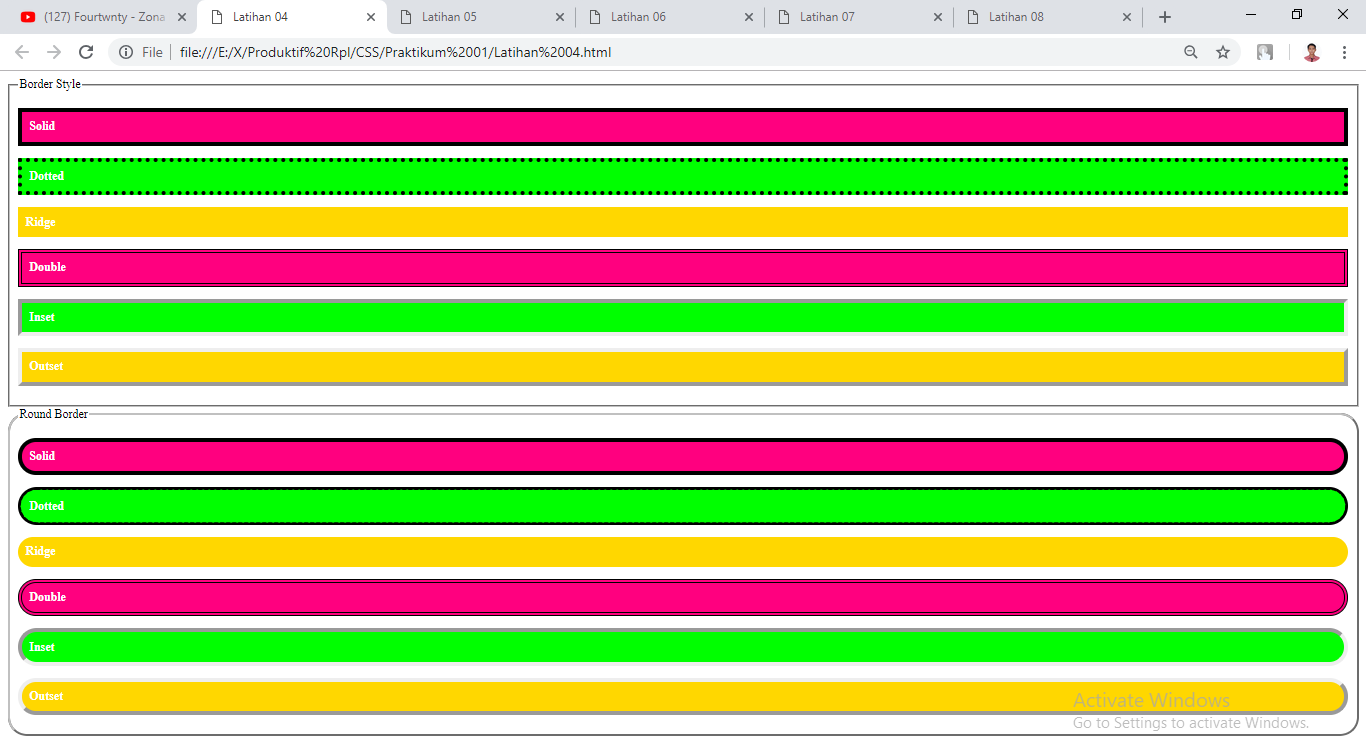 (127) Fourtwnty - Zona
Latihan 04
Latihan 05
Latihan 06
Latihan 07
Latihan 08
File
file:///E:/X/Produktif%20Rpl/CSS/Praktikum%2001/Latihan%2004.html
Border Style
Solid
Dotted
Ridge
Double
Inset
Outset
Round Border
Solid
Dotted
Ridge
Double
Inset
Outset
Activate Windows
Go to Settings to activate Windows.